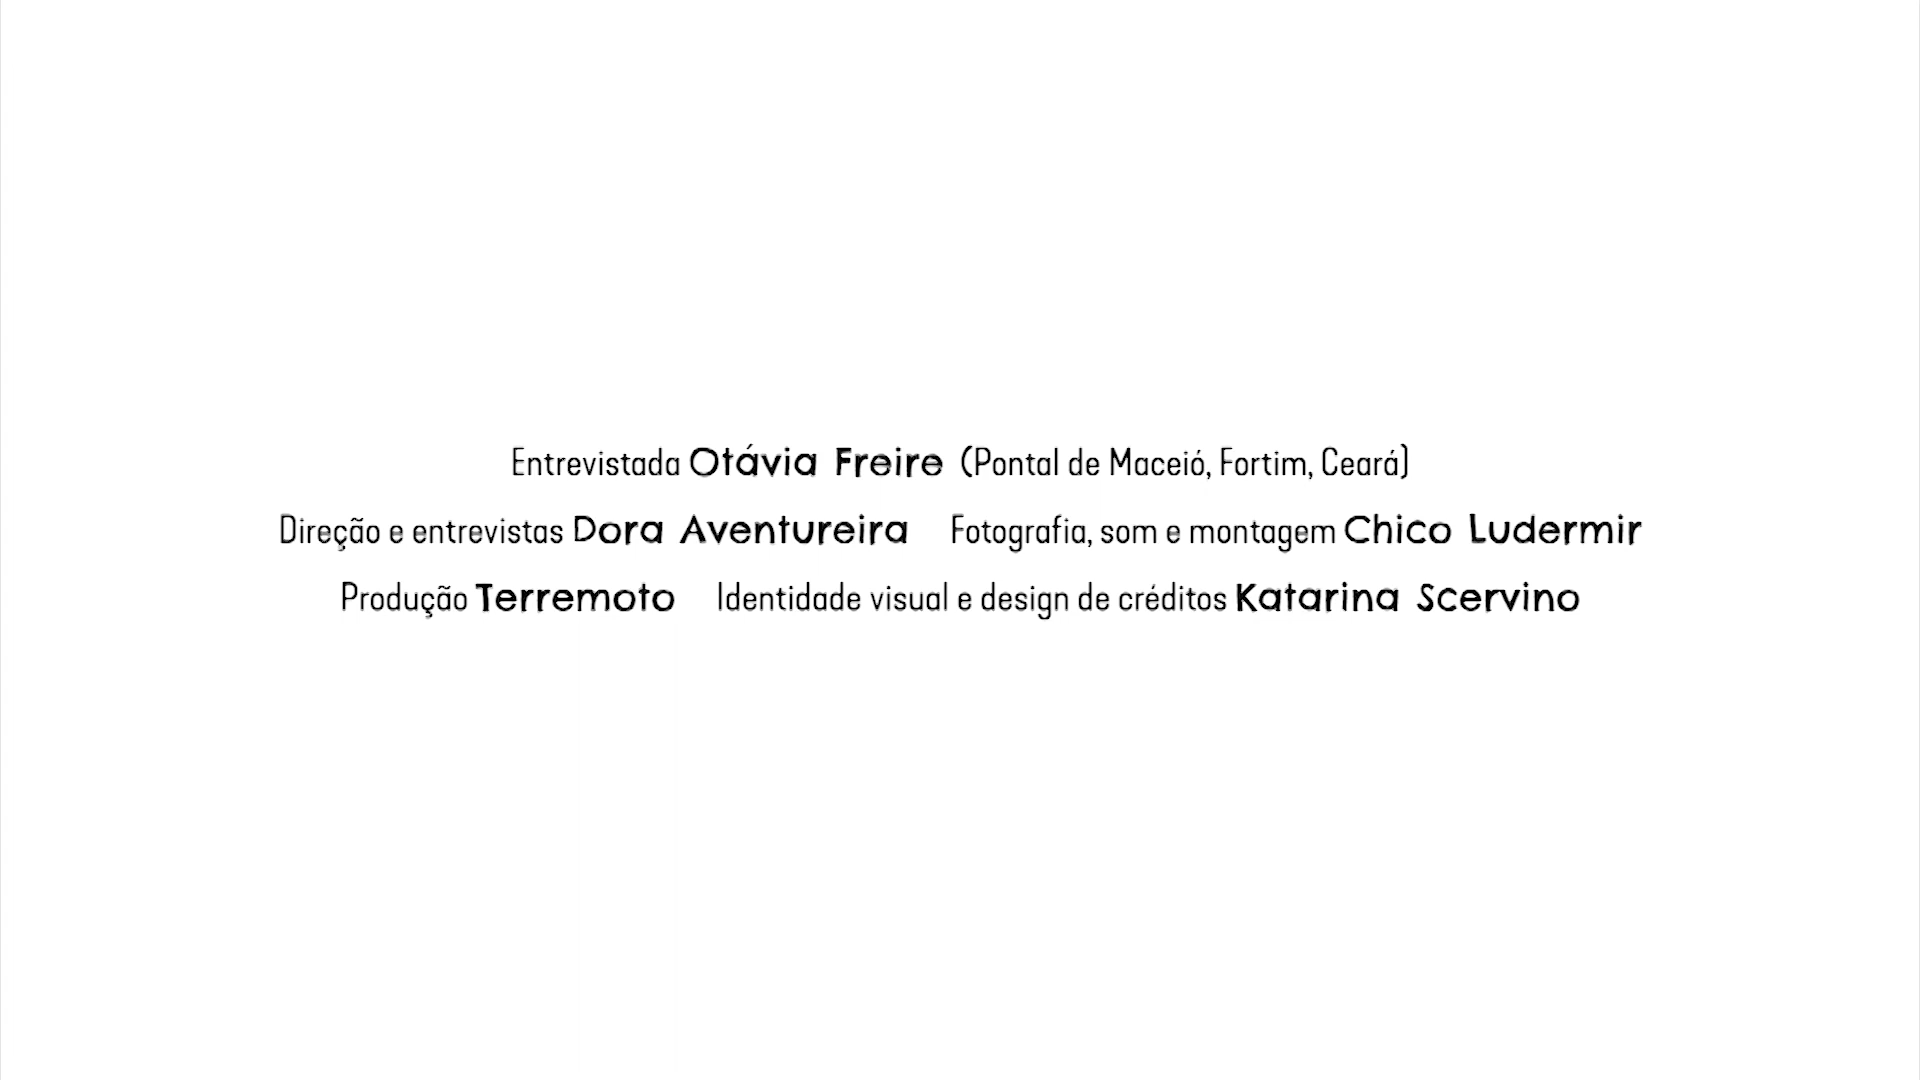 Entrevistada Otávia Freire (Pontal de Maceió, Fortim, Ceará)
Direção e entrevistas Dora Aventureira Fotografia, som e montagem Chico Ludermir
Produção Terremoto Identidade visual e design de créditos Katarina Scervino